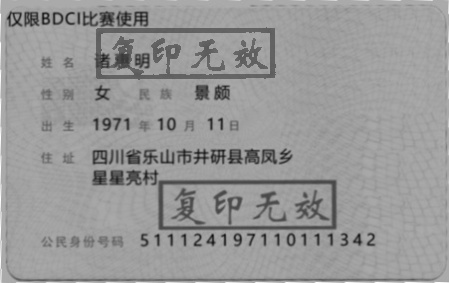 仅限BDCI比赛使用
复印无效
姓名 诸惠明
性别 女 民族 景颇
出生 1971 年 10 月 11 日
住址 四川省乐山市井研县高凤乡
星星亮村
复印无效
公民身份号码 511124197110111342